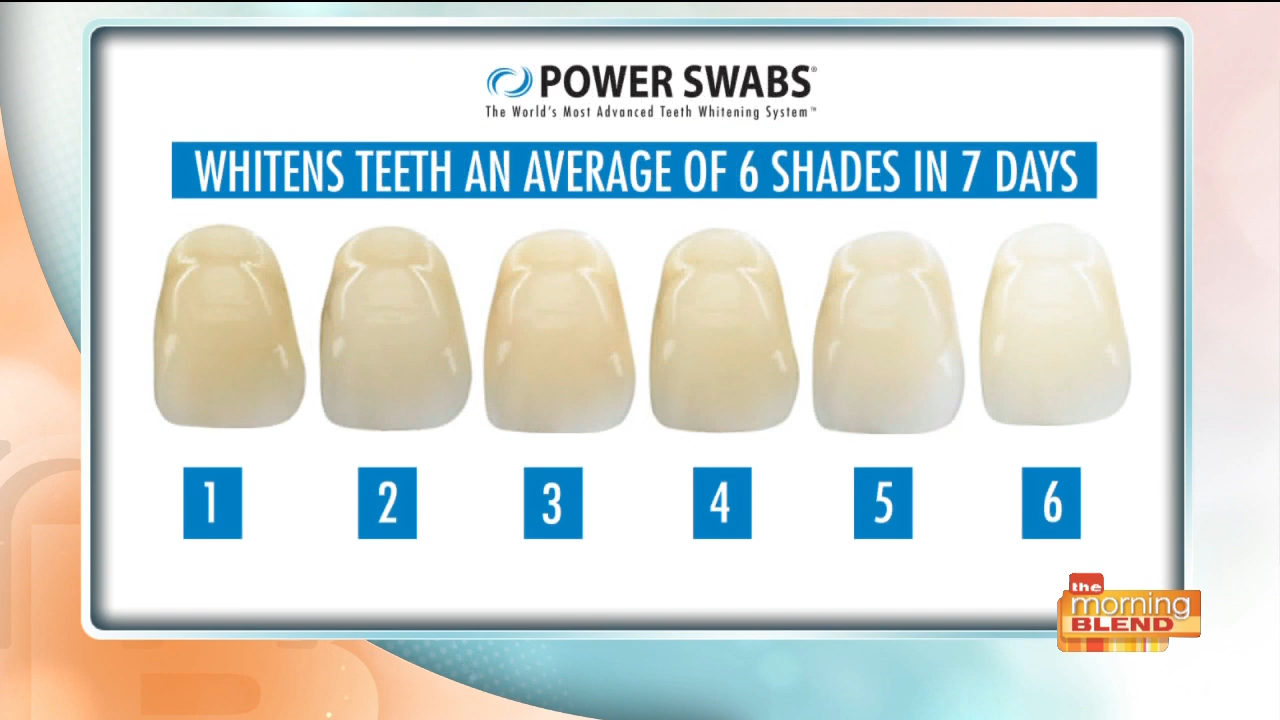 POWER SWABS®
The World's Most Advanced Teeth Whitening System™
WHITENS TEETH AN AVERAGE OF 6 SHADES IN 7 DAYS
1 2 3 4 5 6
the
morning
BLEND